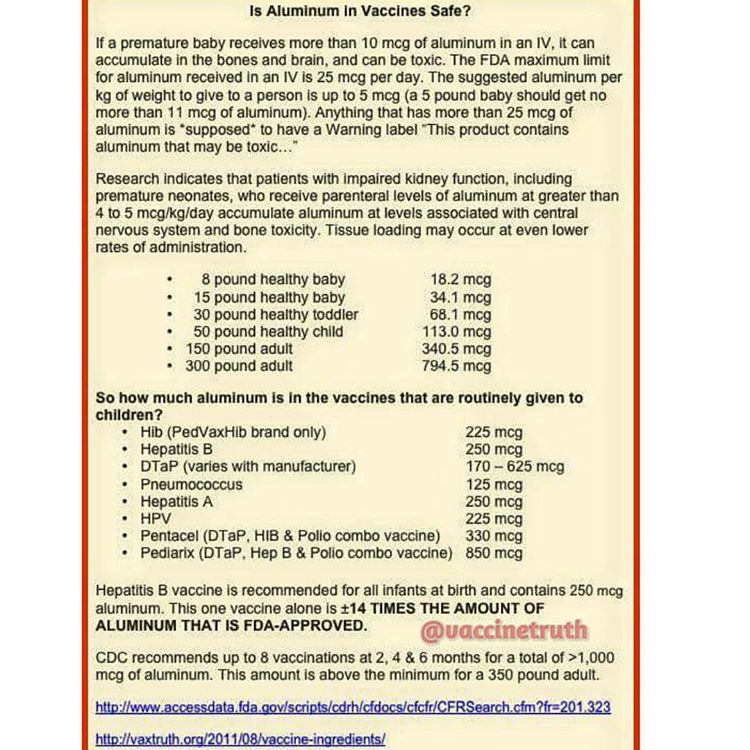 Is Aluminum in Vaccines Safe?
If a premature baby receives more than 10 mcg of aluminum in an IV, it can
accumulate in the bones and brain, and can be toxic. The FDA maximum limit
for aluminum received in an IV is 25 mcg per day. The suggested aluminum per
kg of weight to give to a person is up to 5 mcg (a 5 pound baby should get no
more than 11 mcg of aluminum). Anything that has more than 25 mcg of
aluminum is *supposed* to have a Warning label "This product contains
aluminum that may be toxic…"
Research indicates that patients with impaired kidney function, including
premature neonates, who receive parenteral levels of aluminum at greater than
4 to 5 mcg/kg/day accumulate aluminum at levels associated with central
nervous system and bone toxicity. Tissue loading may occur at even lower
rates of administration.
• 8 pound healthy baby 18.2 mcg
• 15 pound healthy baby 34.1 mcg
• 30 pound healthy toddler 68.1 mcg
• 50 pound healthy child 113.0 mcg
• 150 pound adult 340.5 mcg
• 300 pound adult 794.5 mcg
So how much aluminum is in the vaccines that are routinely given to
children?
• Hib (PedVaxHib brand only) 225 mcg
• Hepatitis B 250 mcg
• DTaP (varies with manufacturer) 170 – 625 mcg
• Pneumococcus 125 mcg
• Hepatitis A 250 mcg
• HPV 225 mcg
• Pentacel (DTaP, HIB & Polio combo vaccine) 330 mcg
• Pediarix (DTaP, Hep B & Polio combo vaccine) 850 mcg
Hepatitis B vaccine is recommended for all infants at birth and contains 250 mcg
aluminum. This one vaccine alone is ±14 TIMES THE AMOUNT OF
ALUMINUM THAT IS FDA-APPROVED.
@vaccinetruth
CDC recommends up to 8 vaccinations at 2, 4 & 6 months for a total of >1,000
mcg of aluminum. This amount is above the minimum for a 350 pound adult.
http://www.accessdata.fda.gov/scripts/cdrh/cfdocs/cfcfr/CFRSearch.cfm?fr=201.323
http://vaxtruth.org/2011/08/vaccine-ingredients/